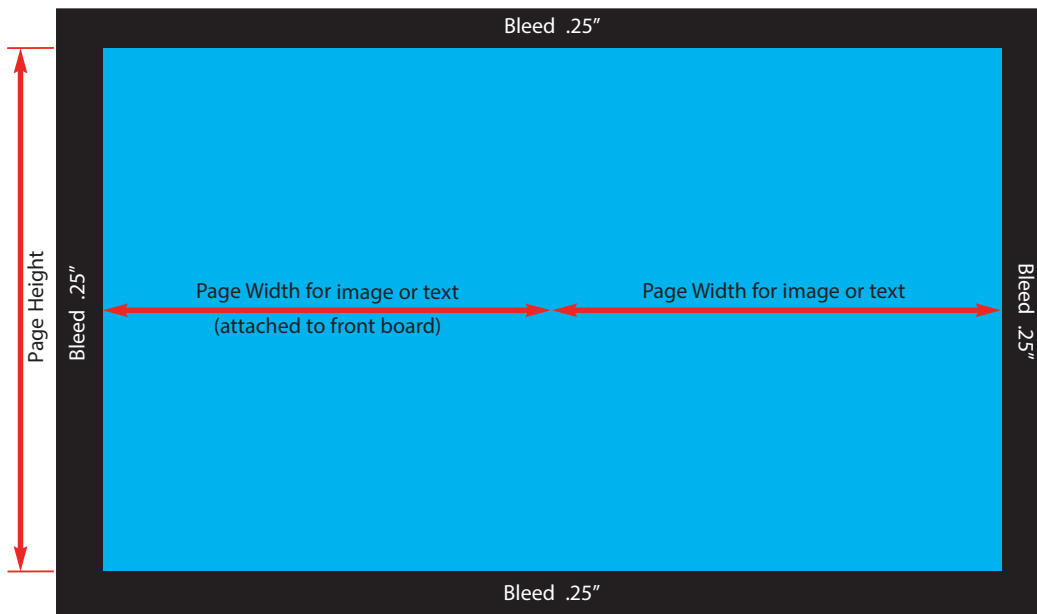 Bleed .25”
Page Height
Bleed .25”
Page Width for image or text
(attached to front board)
Page Width for image or text
Bleed .25”
Bleed .25”